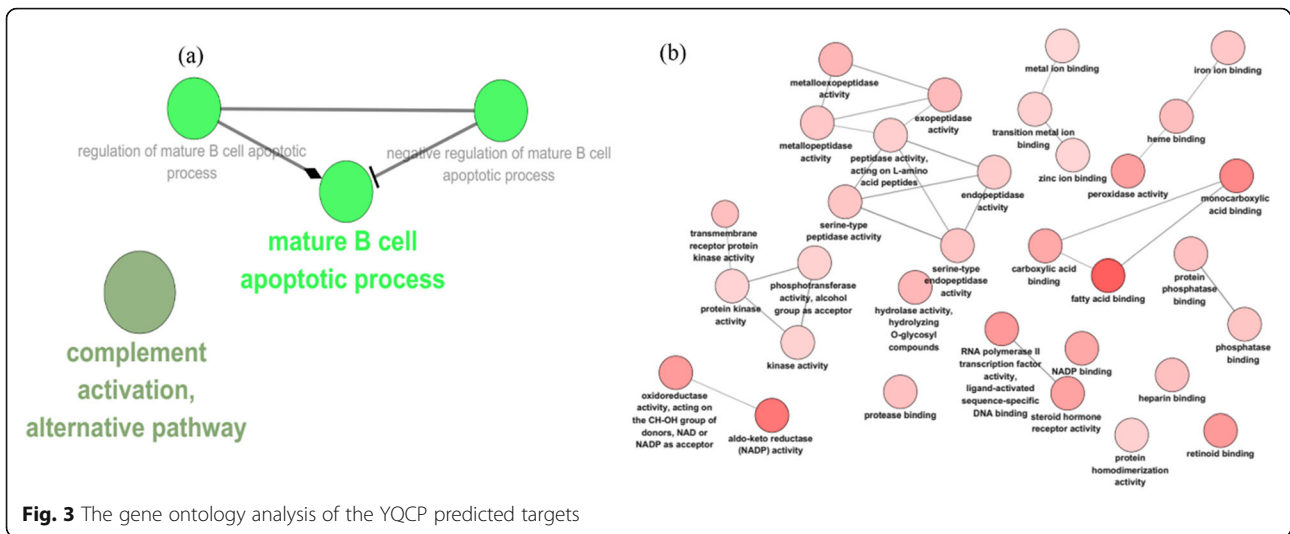 (a)
regulation of mature B cell apoptotic
process
negative regulation of mature B cell
apoptotic process
mature B cell
apoptotic process
complement
activation,
alternative pathway
(b)
metalloexopeptidase
activity
exopeptidase
activity
metallopeptidase
activity
peptidase activity,
acting on L-amino
acid peptides
endopeptidase
activity
serine-type
peptidase activity
serine-type
endopeptidase
activity
metal ion binding
transition metal ion
binding
zinc ion binding
iron ion binding
heme binding
peroxidase activity
monocarboxylic
acid binding
carboxylic acid
binding
fatty acid binding
protein
phosphatase
binding
phosphatase
binding
transmembrane
receptor protein
kinase activity
phosphotransferase
activity, alcohol
group as acceptor
protein kinase
activity
kinase activity
hydrolase activity,
hydrolyzing
O-glycosyl
compounds
RNA polymerase II
transcription factor
activity,
ligand-activated
sequence-specific
DNA binding
NADP binding
steroid hormone
receptor activity
heparin binding
oxidoreductase
activity, acting on
the CH-OH group of
donors, NAD or
NADP as acceptor
aldo-keto reductase
(NADP) activity
protease binding
protein
homodimerization
activity
retinoid binding
Fig. 3 The gene ontology analysis of the YQCP predicted targets